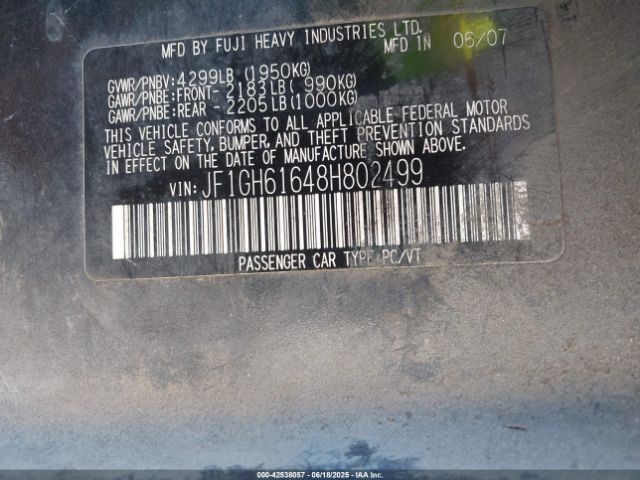 MFD BY FUJI HEAVY INDUSTRIES LTD.
MFD IN 06/07
GVWR/PNBV: 4299LB (1950KG)
GAWR/PNBE: FRONT- 2183LB ( 990KG)
GAWR/PNBE: REAR - 2205LB (1000KG)
THIS VEHICLE CONFORMS TO ALL APPLICABLE FEDERAL MOTOR
VEHICLE SAFETY, BUMPER, AND THEFT PREVENTION STANDARDS
IN EFFECT ON THE DATE OF MANUFACTURE SHOWN ABOVE.
VIN: JF1GH61648H802499
PASSENGER CAR TYPE PC/VT
000-42538057 - 06/18/2025 - IAAI.COM